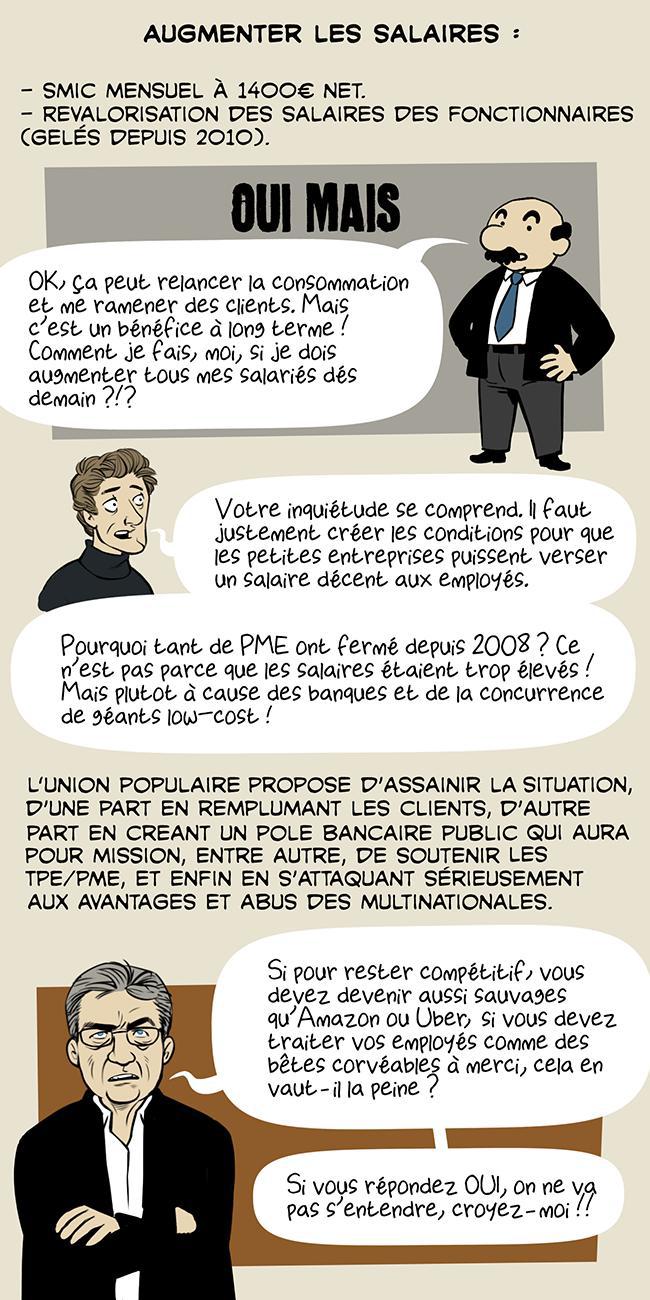 AUGMENTER LES SALAIRES :
- SMIC MENSUEL À 1400€ NET.
- REVALORISATION DES SALAIRES DES FONCTIONNAIRES
(GELÉS DEPUIS 2010).
OUI MAIS
OK, ça peut relancer la consommation
et me ramener des clients. Mais
c'est un bénéfice à long terme !
Comment je fais, moi, si je dois
augmenter tous mes salariés dés
demain ?!?
Votre inquiétude se comprend. Il faut
justement créer les conditions pour que
les petites entreprises puissent verser
un salaire décent aux employés.
Pourquoi tant de PME ont fermé depuis 2008 ? Ce
n'est pas parce que les salaires étaient trop élevés !
Mais plutot à cause des banques et de la concurrence
de géants low-cost !
L'UNION POPULAIRE PROPOSE D'ASSAINIR LA SITUATION,
D'UNE PART EN REMPLUMANT LES CLIENTS, D'AUTRE
PART EN CREANT UN POLE BANCAIRE PUBLIC QUI AURA
POUR MISSION, ENTRE AUTRE, DE SOUTENIR LES
TPE/PME, ET ENFIN EN S'ATTAQUANT SÉRIEUSEMENT
AUX AVANTAGES ET ABUS DES MULTINATIONALES.
Si pour rester compétitif, vous
devez devenir aussi sauvages
qu'Amazon ou Uber, si vous devez
traiter vos employés comme des
bêtes corvéables à merci, cela en
vaut-il la peine ?
Si vous répondez OUI, on ne va
pas s'entendre, croyez-moi !!